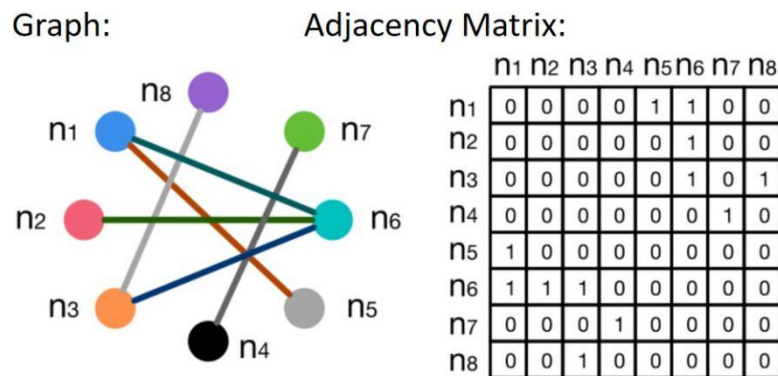 Graph:
Adjacency Matrix:
n8
n1
n7
n2
n6
n3
n5
n4
n1 n2 n3 n4 n5 n6 n7 n8
n1 0 0 0 0 1 1 0 0
n2 0 0 0 0 0 1 0 0
n3 0 0 0 0 0 1 0 1
n4 0 0 0 0 0 0 1 0
n5 1 0 0 0 0 0 0 0
n6 1 1 1 0 0 0 0 0
n7 0 0 0 1 0 0 0 0
n8 0 0 1 0 0 0 0 0